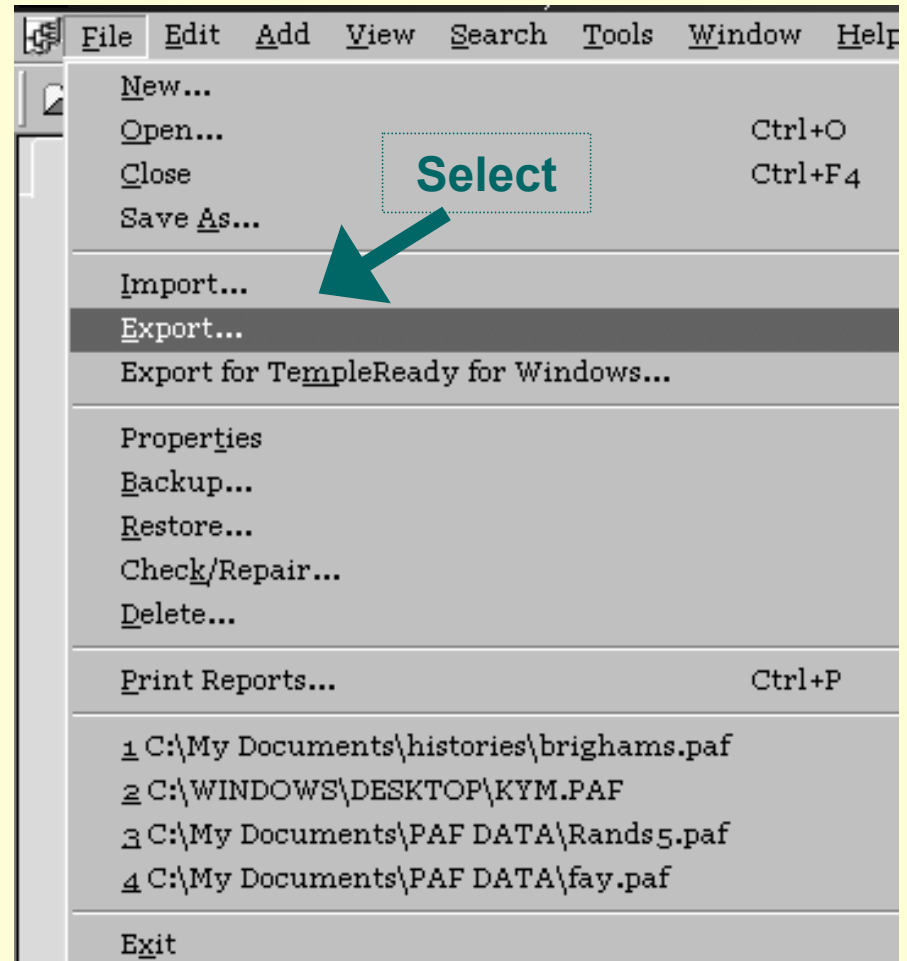 File Edit Add View Search Tools Window Help
New...
Open... Ctrl+O
Close Ctrl+F4
Save As...
Select
Import...
Export...
Export for TempleReady for Windows...
Properties
Backup...
Restore...
Check/Repair...
Delete...
Print Reports... Ctrl+P
1 C:\My Documents\histories\brighams.paf
2 C:\WINDOWS\DESKTOP\KYM.PAF
3 C:\My Documents\PAF DATA\Rands5.paf
4 C:\My Documents\PAF DATA\fay.paf
Exit